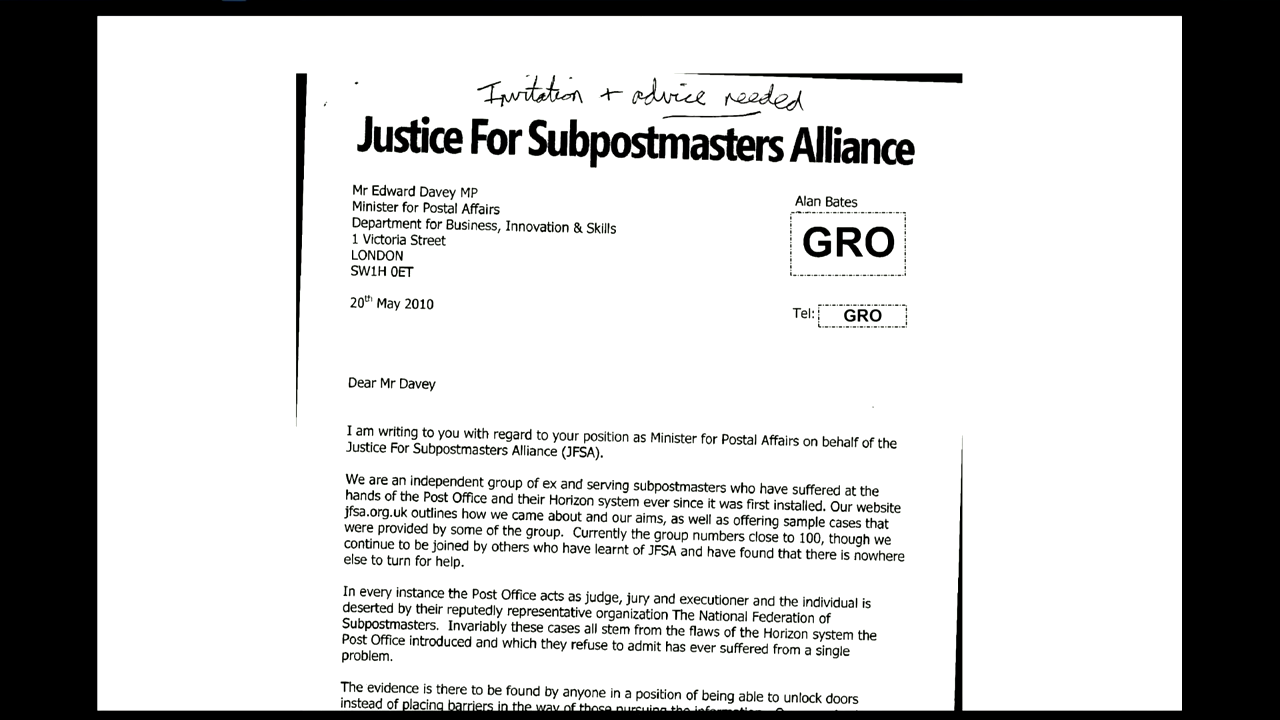 Invitation + advice needed
Justice For Subpostmasters Alliance
Mr Edward Davey MP
Minister for Postal Affairs
Department for Business, Innovation & Skills
1 Victoria Street
LONDON
SW1H 0ET
Alan Bates
GRO
20th May 2010
Tel: GRO
Dear Mr Davey
I am writing to you with regard to your position as Minister for Postal Affairs on behalf of the
Justice For Subpostmasters Alliance (JFSA).
We are an independent group of ex and serving subpostmasters who have suffered at the
hands of the Post Office and their Horizon system ever since it was first installed. Our website
jfsa.org.uk outlines how we came about and our aims, as well as offering sample cases that
were provided by some of the group. Currently the group numbers close to 100, though we
continue to be joined by others who have learnt of JFSA and have found that there is nowhere
else to turn for help.
In every instance the Post Office acts as judge, jury and executioner and the individual is
deserted by their reputedly representative organization The National Federation of
Subpostmasters. Invariably these cases all stem from the flaws of the Horizon system the
Post Office introduced and which they refuse to admit has ever suffered from a single
problem.
The evidence is there to be found by anyone in a position of being able to unlock doors
instead of placing barriers in the way of those pursuing the information.